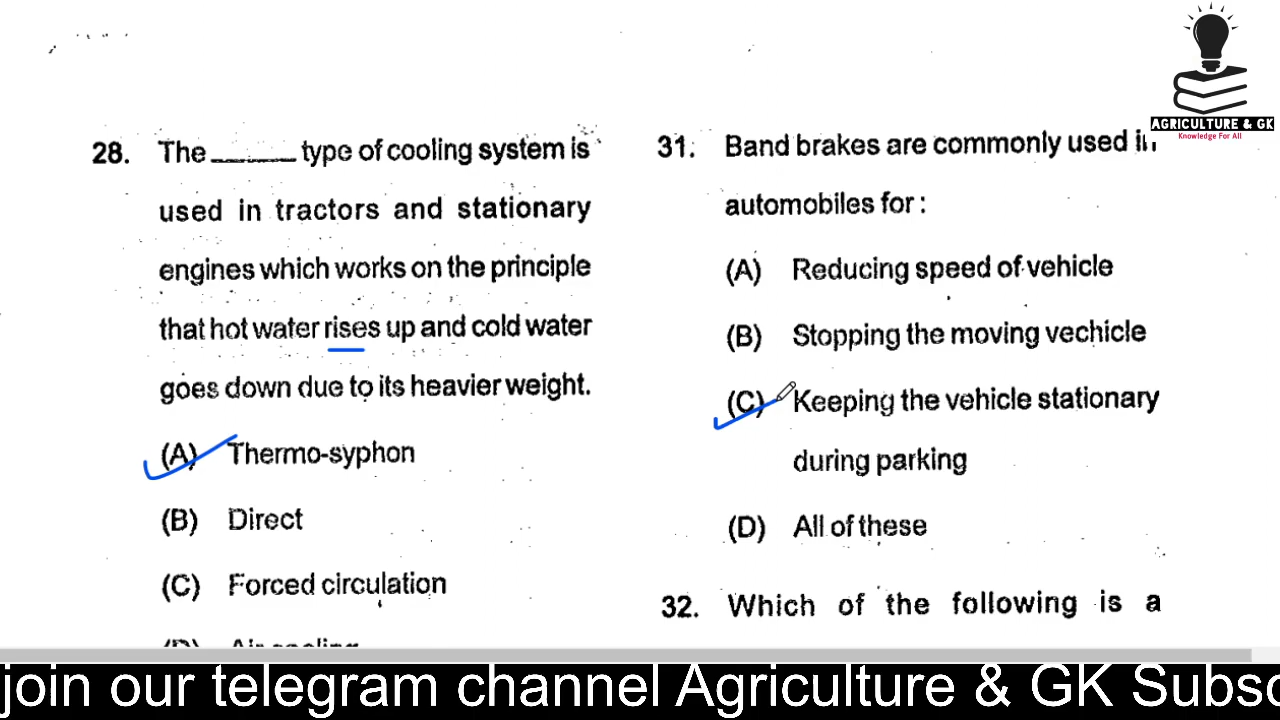 AGRICULTURE & GK
Knowledge For All
28. The ______ type of cooling system is
used in tractors and stationary
engines which works on the principle
that hot water rises up and cold water
goes down due to its heavier weight.
(A) Thermo-syphon
(B) Direct
(C) Forced circulation
(D) Air cooling
31. Band brakes are commonly used in
automobiles for :
(A) Reducing speed of vehicle
(B) Stopping the moving vechicle
(C) Keeping the vehicle stationary
during parking
(D) All of these
32. Which of the following is a
join our telegram channel Agriculture & GK Subsc